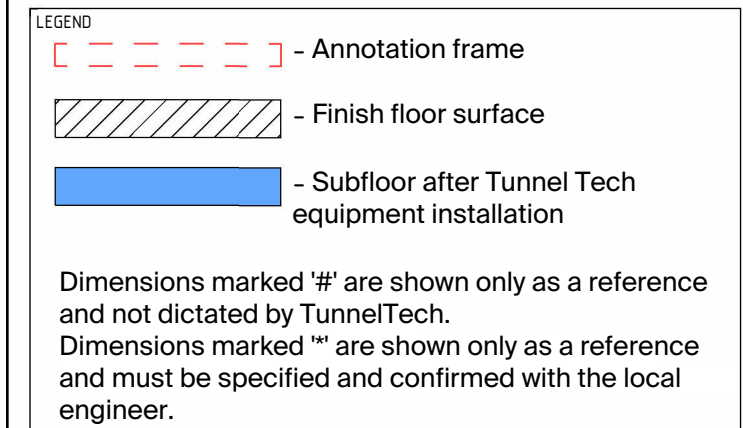 LEGEND
- Annotation frame
- Finish floor surface
- Subfloor after Tunnel Tech
equipment installation
Dimensions marked '#' are shown only as a reference
and not dictated by TunnelTech.
Dimensions marked '*' are shown only as a reference
and must be specified and confirmed with the local
engineer.